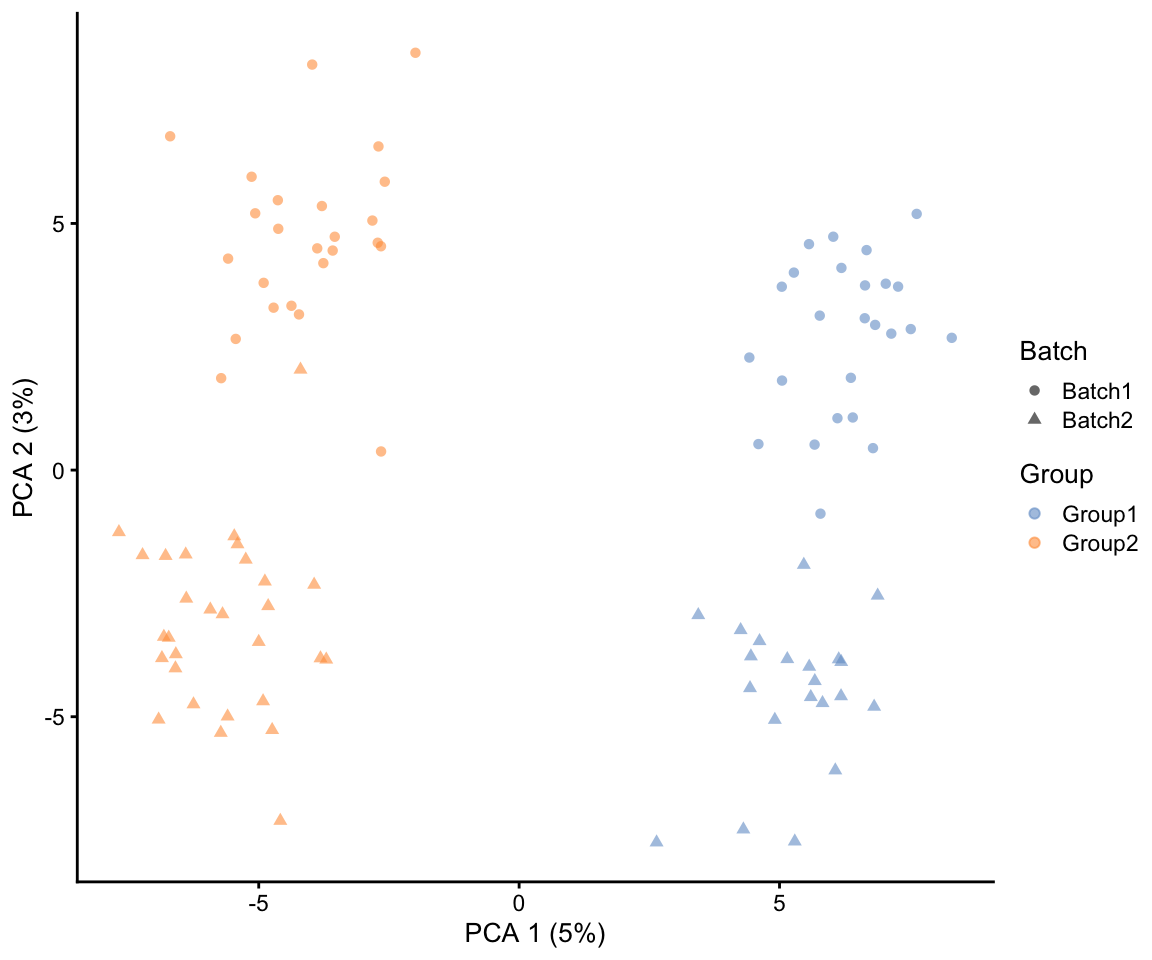 5
0
-5
PCA 2 (3%)
-5
0
5
PCA 1 (5%)
Batch
Batch1
Batch2
Group
Group1
Group2